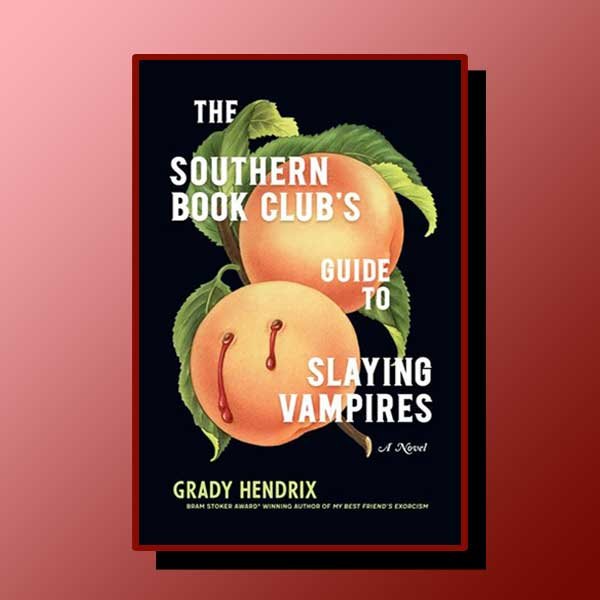 THE
SOUTHERN
BOOK CLUB'S
GUIDE
TO
SLAYING
VAMPIRES
A Novel
GRADY HENDRIX
BRAM STOKER AWARD® WINNING AUTHOR OF MY BEST FRIEND'S EXORCISM